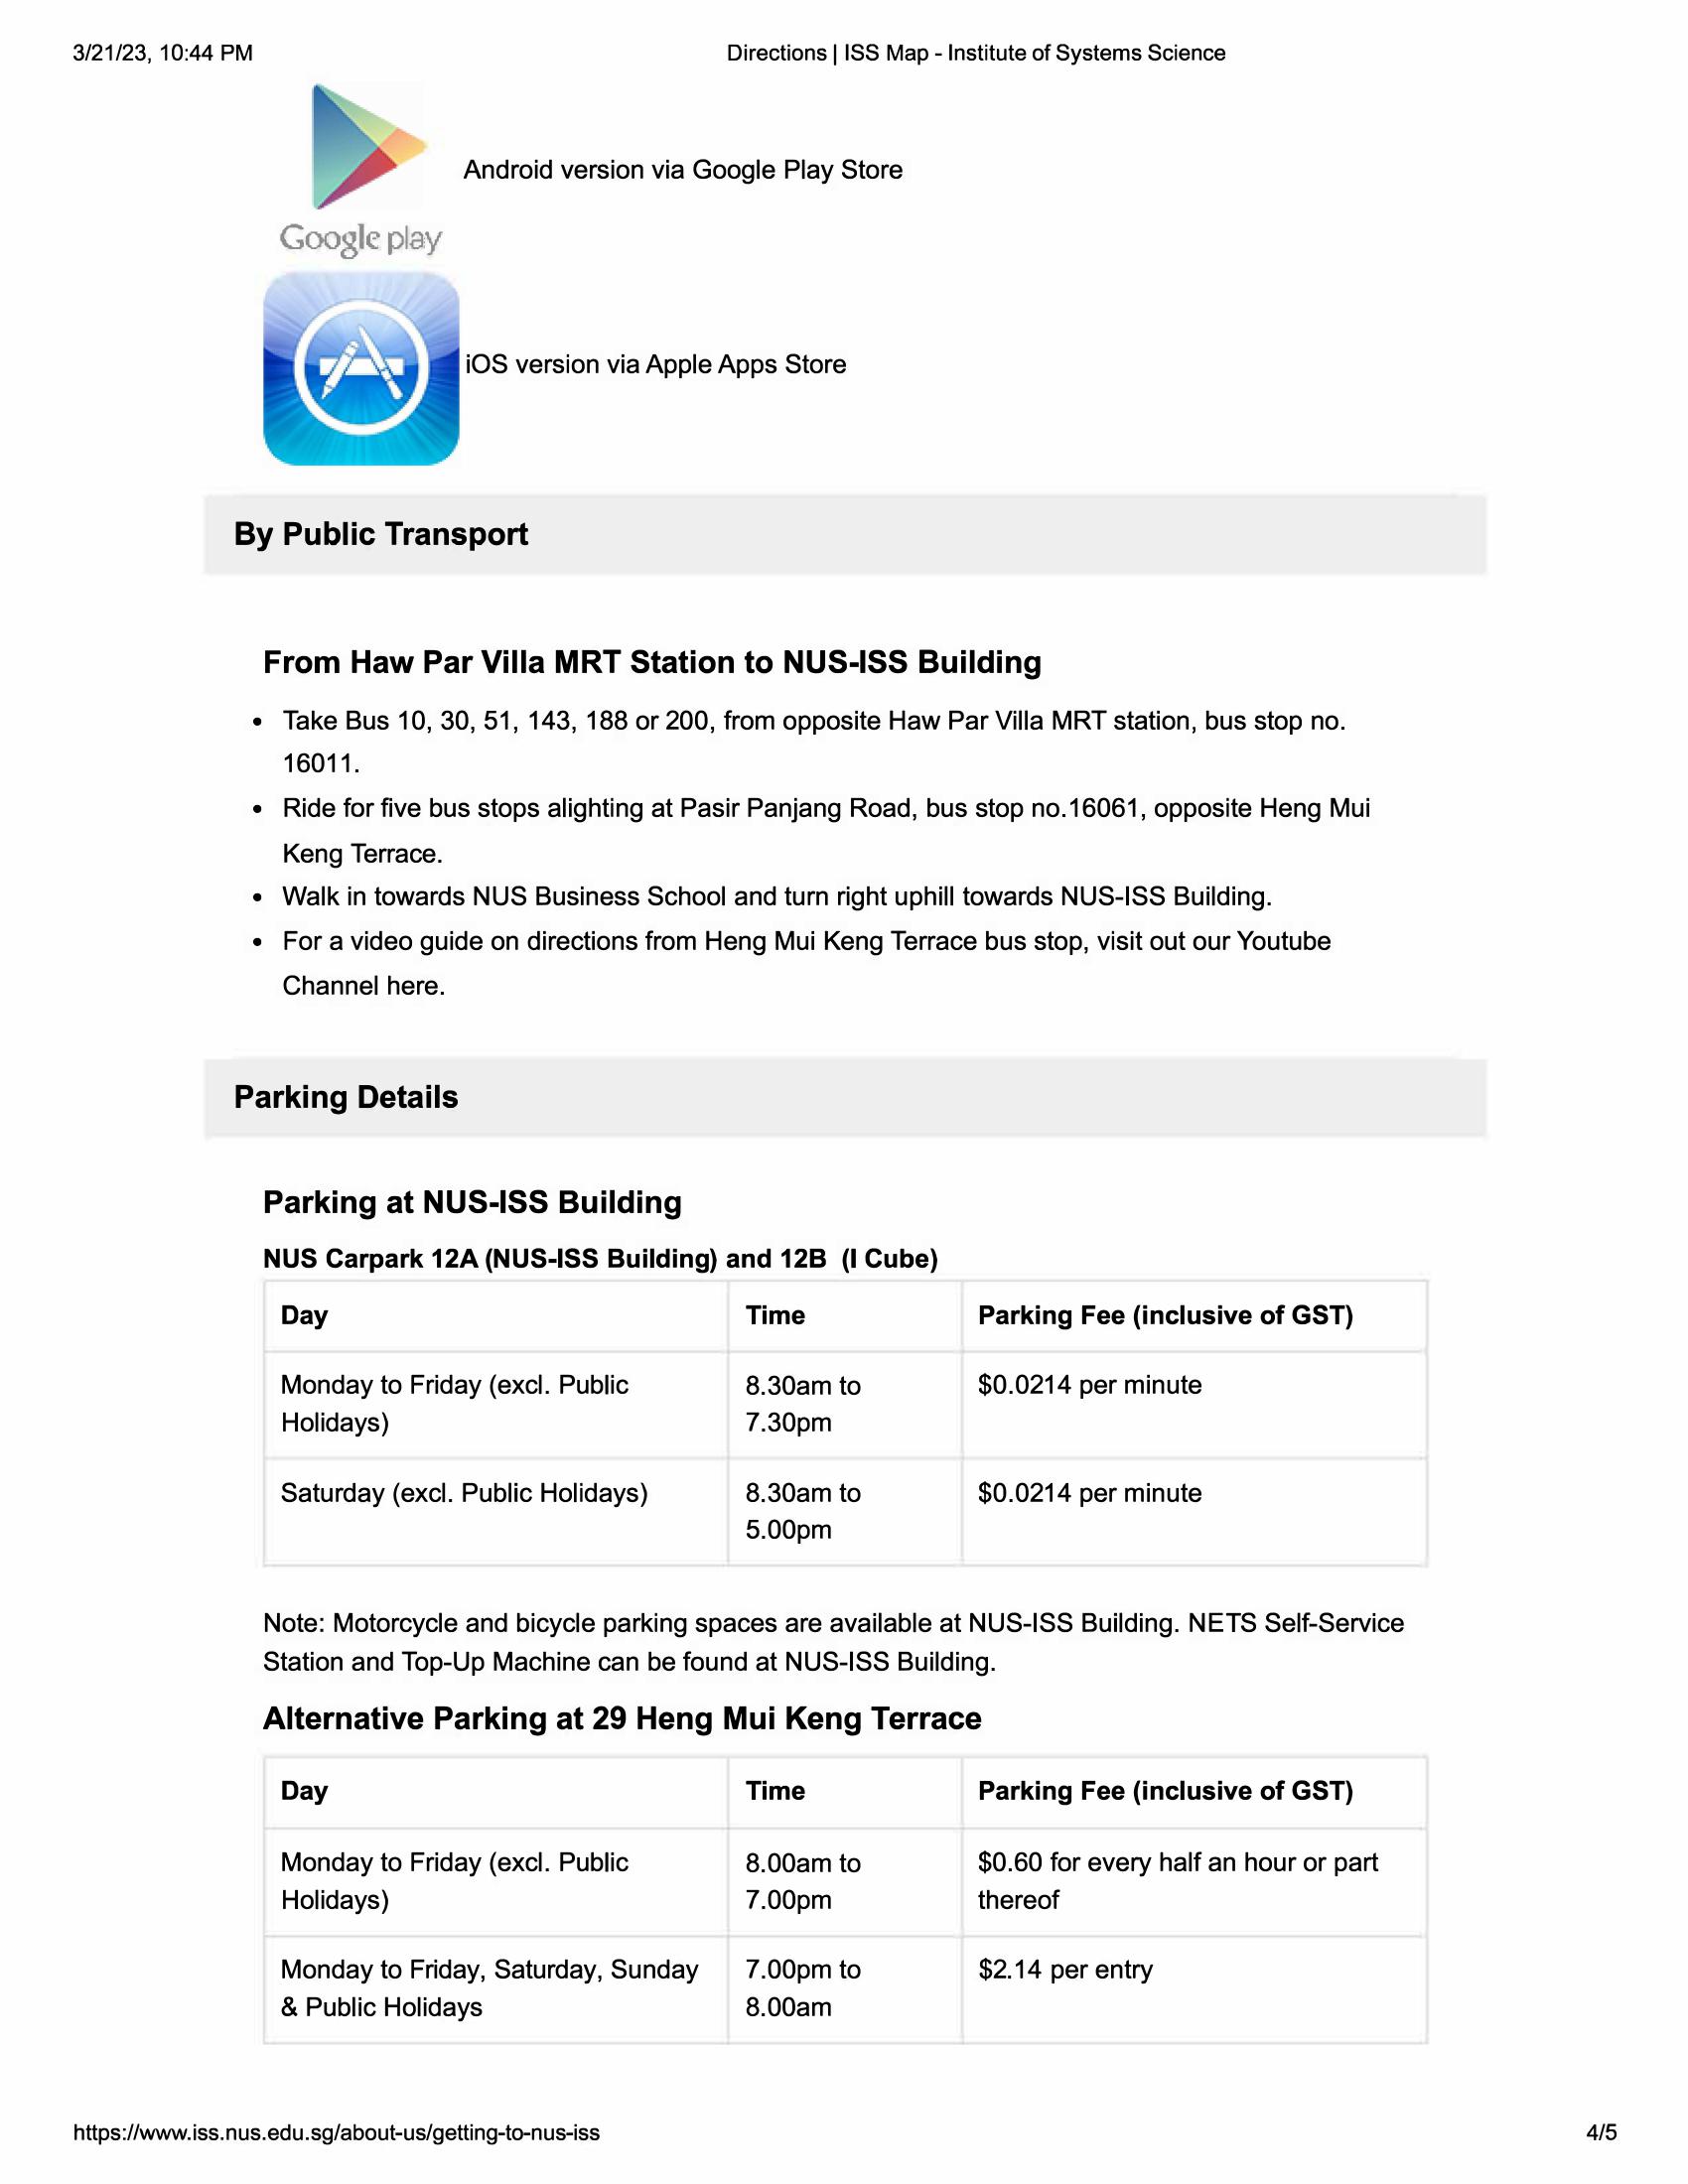 3/21/23, 10:44 PM
Directions | ISS Map - Institute of Systems Science
Android version via Google Play Store
Google play
iOS version via Apple Apps Store
By Public Transport
From Haw Par Villa MRT Station to NUS-ISS Building
• Take Bus 10, 30, 51, 143, 188 or 200, from opposite Haw Par Villa MRT station, bus stop no.
16011.
• Ride for five bus stops alighting at Pasir Panjang Road, bus stop no.16061, opposite Heng Mui
Keng Terrace.
• Walk in towards NUS Business School and turn right uphill towards NUS-ISS Building.
• For a video guide on directions from Heng Mui Keng Terrace bus stop, visit out our Youtube
Channel here.
Parking Details
Parking at NUS-ISS Building
NUS Carpark 12A (NUS-ISS Building) and 12B  (I Cube)
Day
Time
Parking Fee (inclusive of GST)
Monday to Friday (excl. Public
Holidays)
8.30am to
7.30pm
$0.0214 per minute
Saturday (excl. Public Holidays)
8.30am to
5.00pm
$0.0214 per minute
Note: Motorcycle and bicycle parking spaces are available at NUS-ISS Building. NETS Self-Service
Station and Top-Up Machine can be found at NUS-ISS Building.
Alternative Parking at 29 Heng Mui Keng Terrace
Day
Time
Parking Fee (inclusive of GST)
Monday to Friday (excl. Public
Holidays)
8.00am to
7.00pm
$0.60 for every half an hour or part
thereof
Monday to Friday, Saturday, Sunday
& Public Holidays
7.00pm to
8.00am
$2.14 per entry
https://www.iss.nus.edu.sg/about-us/getting-to-nus-iss
4/5